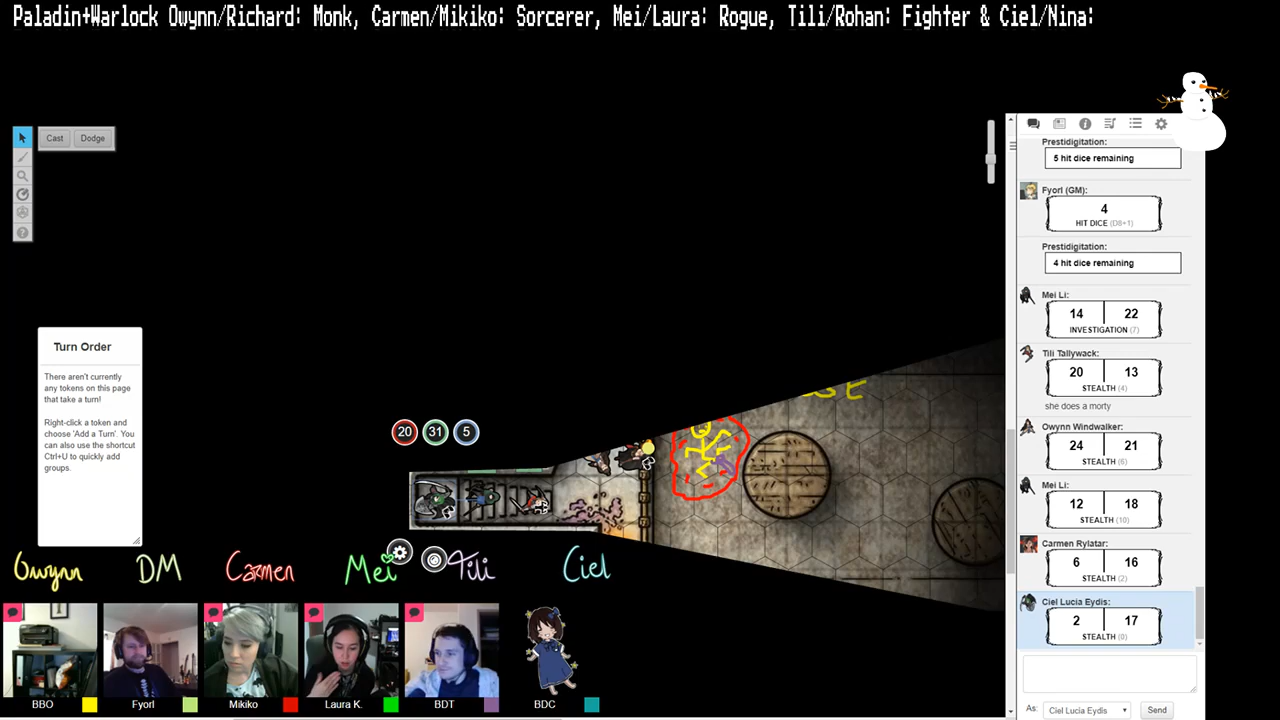 Paladin+Warlock Owynn/Richard: Monk, Carmen/Mikiko: Sorcerer, Mei/Laura: Rogue, Tili/Rohan: Fighter & Ciel/Nina:
Cast Dodge
Turn Order
There aren't currently
any tokens on this page
that take a turn!
Right-click a token and
choose 'Add a Turn'. You
can also use the shortcut
Ctrl+U to quickly add
groups.
20 31 5
Prestidigitation:
5 hit dice remaining
Fyorl (GM):
4
HIT DICE (D8+1)
Prestidigitation:
4 hit dice remaining
Mei Li:
14 22
INVESTIGATION (7)
Tili Tallywack:
20 13
STEALTH (4)
she does a morty
Owynn Windwalker:
24 21
STEALTH (6)
Mei Li:
12 18
STEALTH (10)
Carmen Rylatar:
6 16
STEALTH (2)
Ciel Lucia Eydis:
2 17
STEALTH (0)
As: Ciel Lucia Eydis Send
Owynn DM Carmen Mei Tili Ciel
BBO Fyorl Mikiko Laura K. BDT BDC